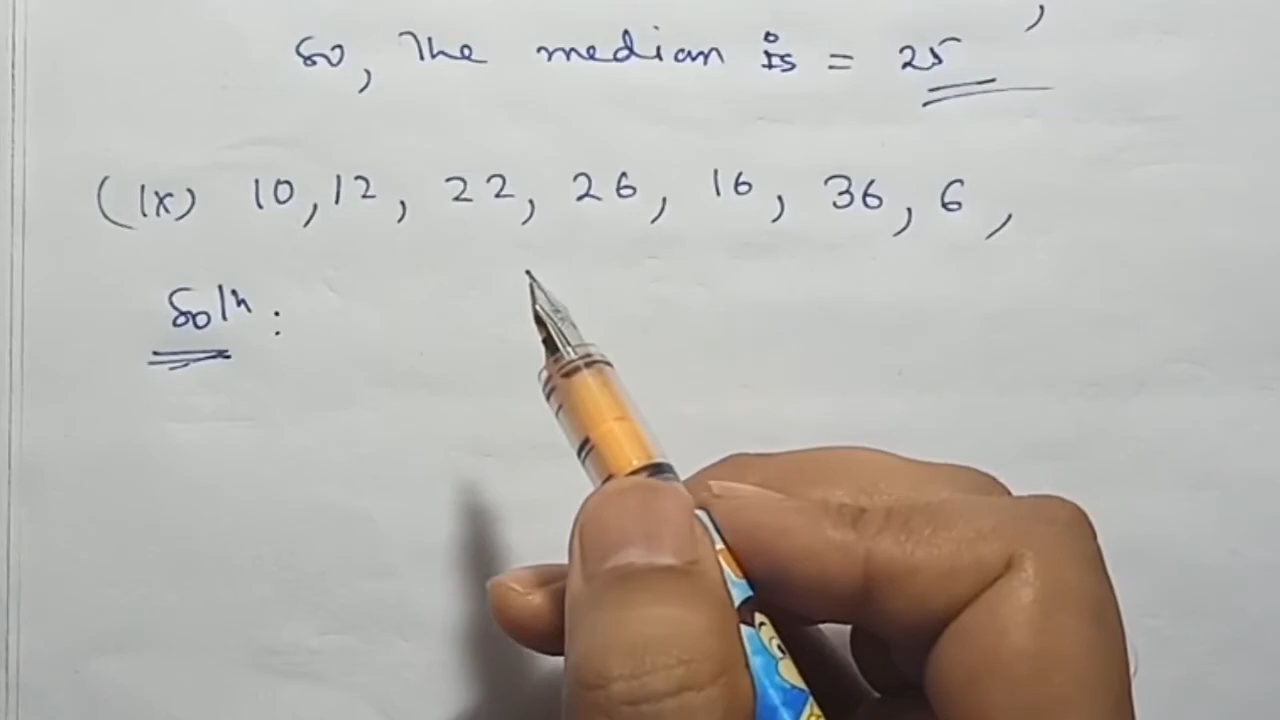 So, The median is = 25
(ix) 10, 12, 22, 26, 16, 36, 6,
Soln: